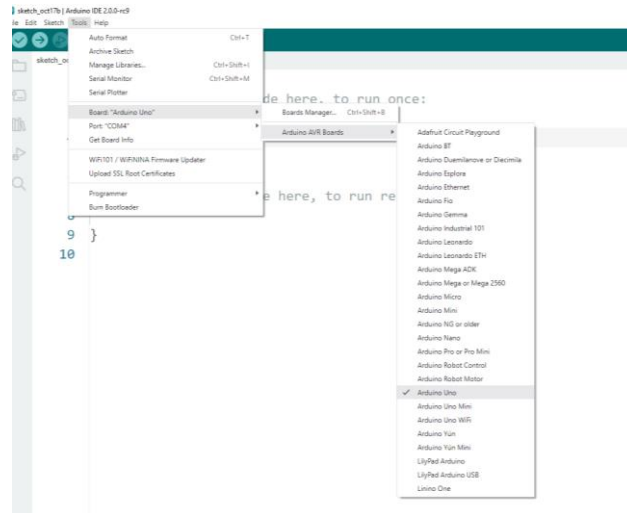 sketch_oct17b | Arduino IDE 2.0.0-rc9
Edit Sketch Tools Help
Auto Format Ctrl+T
Archive Sketch
Manage Libraries... Ctrl+Shift+I
Serial Monitor Ctrl+Shift+M
Serial Plotter
Board: "Arduino Uno"
Port: "COM4"
Get Board Info
WiFi101 / WiFiNINA Firmware Updater
Upload SSL Root Certificates
Programmer
Burn Bootloader
Boards Manager... Ctrl+Shift+B
Arduino AVR Boards
Adafruit Circuit Playground
Arduino BT
Arduino Duemilanove or Diecimila
Arduino Esplora
Arduino Ethernet
Arduino Fio
Arduino Gemma
Arduino Industrial 101
Arduino Leonardo
Arduino Leonardo ETH
Arduino Mega ADK
Arduino Mega or Mega 2560
Arduino Micro
Arduino Mini
Arduino NG or older
Arduino Nano
Arduino Pro or Pro Mini
Arduino Robot Control
Arduino Robot Motor
Arduino Uno
Arduino Uno Mini
Arduino Uno WiFi
Arduino Yún
Arduino Yún Mini
LilyPad Arduino
LilyPad Arduino USB
Linino One
sketch_oc
de here, to run once:
e here, to run re
9 }
10